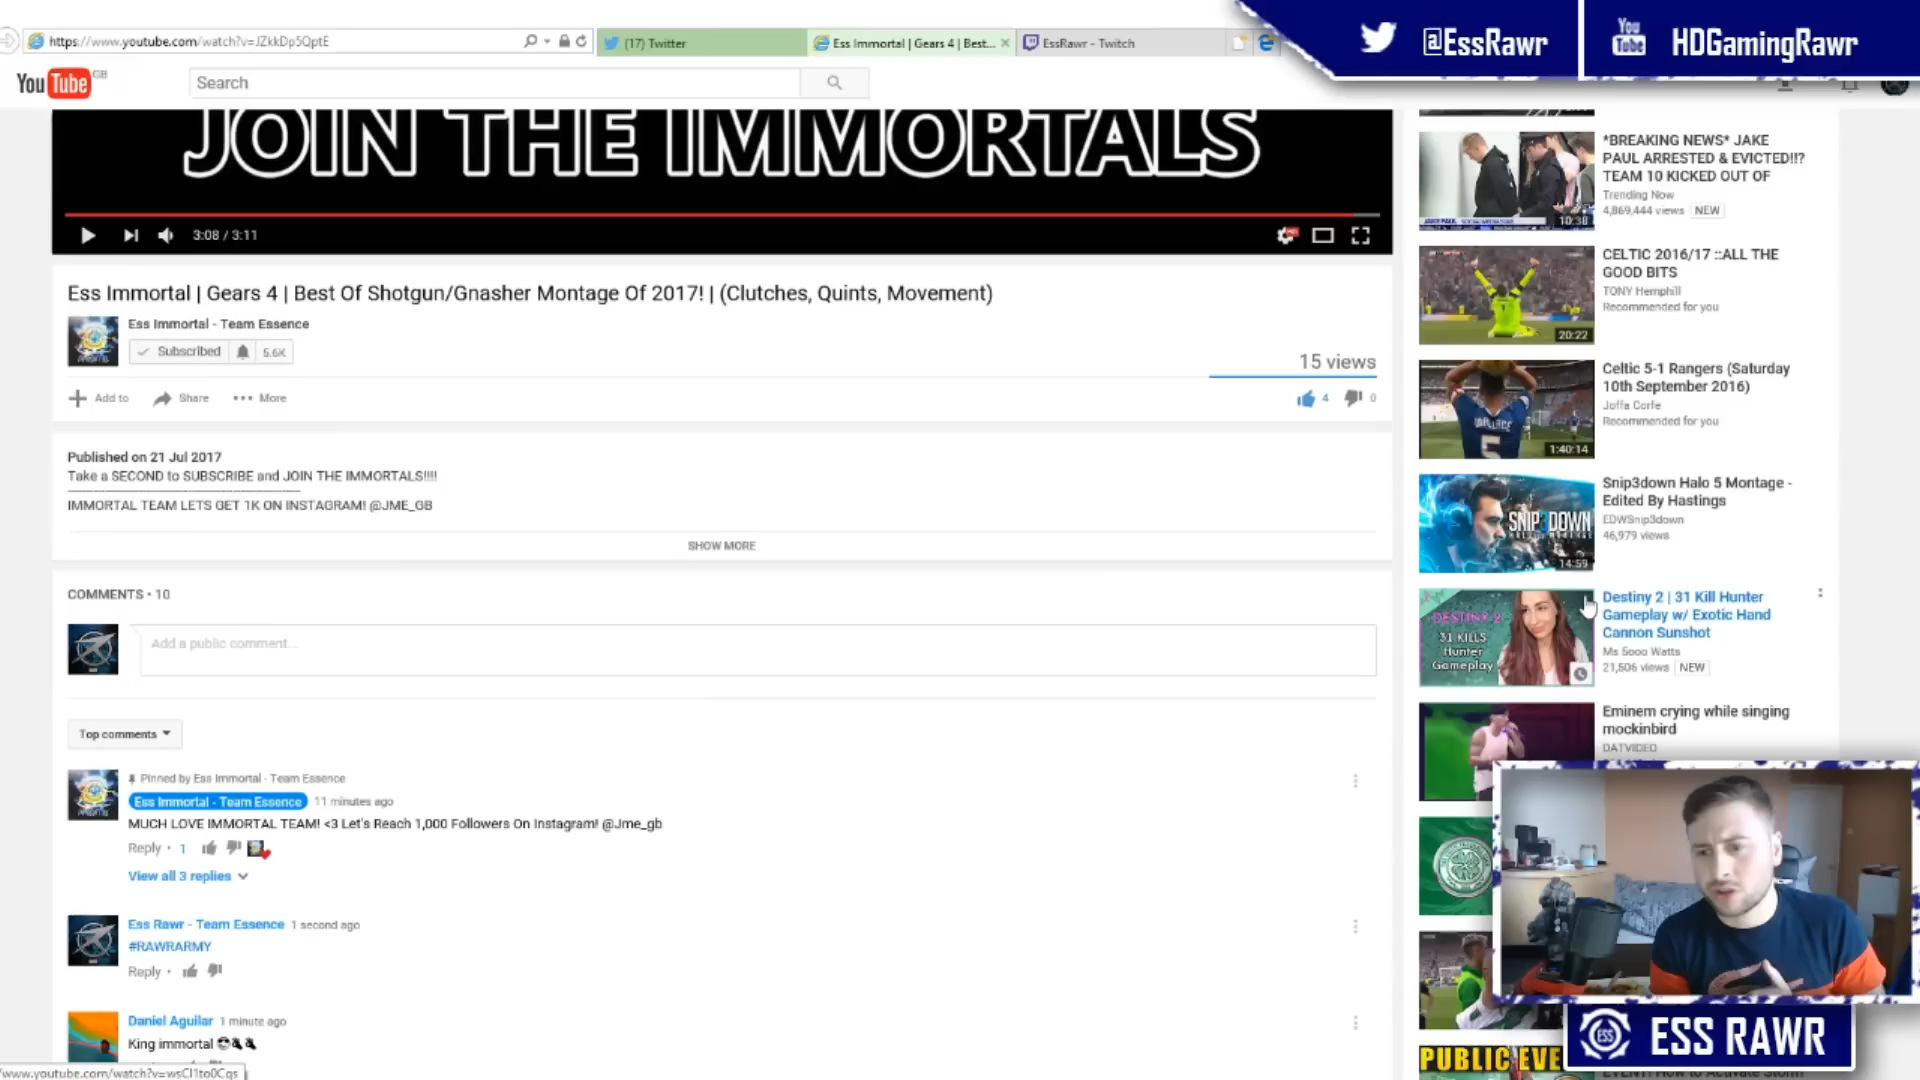 https://www.youtube.com/watch?v=JZkkDp5QptE
(17) Twitter
Ess Immortal | Gears 4 | Best...
EssRawr - Twitch
@EssRawr
You Tube
HDGamingRawr
YouTube GB
Search
JOIN THE IMMORTALS
3:08 / 3:11
Ess Immortal | Gears 4 | Best Of Shotgun/Gnasher Montage Of 2017! | (Clutches, Quints, Movement)
Ess Immortal - Team Essence
Subscribed 5.6K
15 views
Add to Share More
4 0
Published on 21 Jul 2017
Take a SECOND to SUBSCRIBE and JOIN THE IMMORTALS!!!!
IMMORTAL TEAM LETS GET 1K ON INSTAGRAM! @JME_GB
SHOW MORE
COMMENTS • 10
Add a public comment...
Top comments
Pinned by Ess Immortal - Team Essence
Ess Immortal - Team Essence 11 minutes ago
MUCH LOVE IMMORTAL TEAM! <3 Let's Reach 1,000 Followers On Instagram! @Jme_gb
Reply • 1
View all 3 replies
Ess Rawr - Team Essence 1 second ago
#RAWRARMY
Reply •
Daniel Aguilar 1 minute ago
King immortal
*BREAKING NEWS* JAKE
PAUL ARRESTED & EVICTED!!?
TEAM 10 KICKED OUT OF
Trending Now
4,869,444 views NEW
10:38
CELTIC 2016/17 ::ALL THE
GOOD BITS
TONY Hemphill
Recommended for you
20:22
Celtic 5-1 Rangers (Saturday
10th September 2016)
Joffa Corfe
Recommended for you
WALLACE
5
1:40:14
Snip3down Halo 5 Montage -
Edited By Hastings
EDWSnip3down
46,979 views
SNIP3DOWN
14:59
Destiny 2 | 31 Kill Hunter
Gameplay w/ Exotic Hand
Cannon Sunshot
Ms 5000 Watts
21,506 views NEW
DESTINY 2
31 KILLS
Hunter
Gameplay
Eminem crying while singing
mockinbird
DATVIDEO
ESS
ESS RAWR
PUBLIC EVE